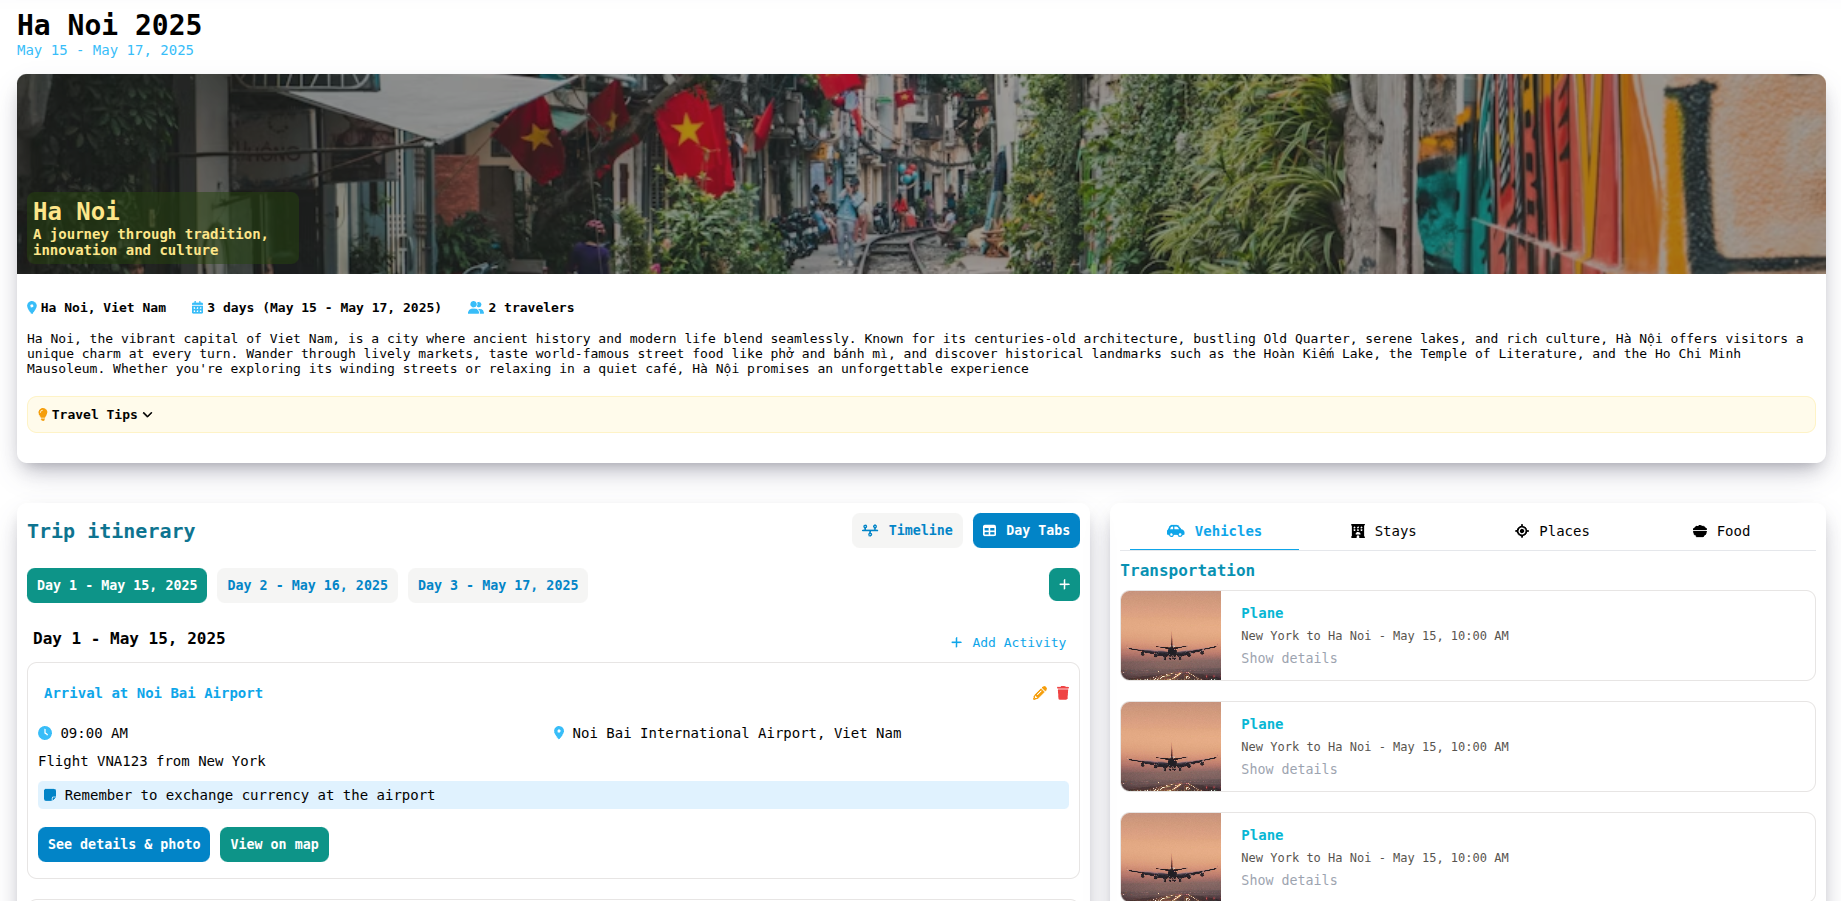 Ha Noi 2025
May 15 - May 17, 2025
Ha Noi
A journey through tradition,
innovation and culture
Ha Noi, Viet Nam 3 days (May 15 - May 17, 2025) 2 travelers
Ha Noi, the vibrant capital of Viet Nam, is a city where ancient history and modern life blend seamlessly. Known for its centuries-old architecture, bustling Old Quarter, serene lakes, and rich culture, Hà Nội offers visitors a
unique charm at every turn. Wander through lively markets, taste world-famous street food like phở and bánh mì, and discover historical landmarks such as the Hoàn Kiếm Lake, the Temple of Literature, and the Ho Chi Minh
Mausoleum. Whether you're exploring its winding streets or relaxing in a quiet café, Hà Nội promises an unforgettable experience
Travel Tips
Trip itinerary
Timeline
Day Tabs
Day 1 - May 15, 2025
Day 2 - May 16, 2025
Day 3 - May 17, 2025
+
Day 1 - May 15, 2025
+ Add Activity
Arrival at Noi Bai Airport
09:00 AM
Noi Bai International Airport, Viet Nam
Flight VNA123 from New York
Remember to exchange currency at the airport
See details & photo
View on map
Vehicles
Stays
Places
Food
Transportation
Plane
New York to Ha Noi - May 15, 10:00 AM
Show details
Plane
New York to Ha Noi - May 15, 10:00 AM
Show details
Plane
New York to Ha Noi - May 15, 10:00 AM
Show details